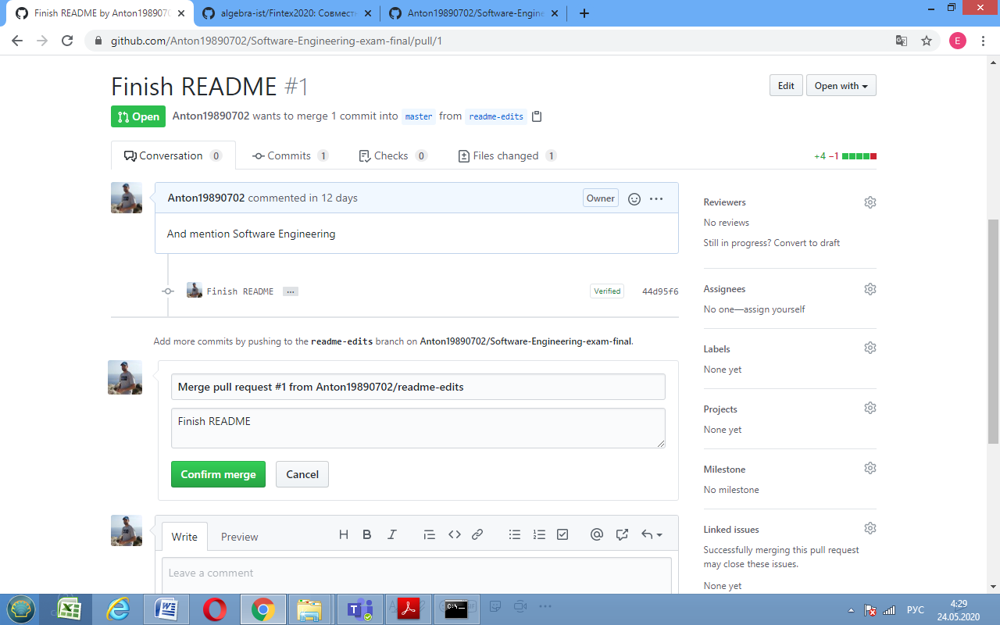 Finish README by Anton1989070
algebra-ist/Fintex2020: Совмест
Anton19890702/Software-Engine
github.com/Anton19890702/Software-Engineering-exam-final/pull/1
E
Finish README #1
Edit
Open with
Open
Anton19890702 wants to merge 1 commit into master from readme-edits
Conversation 0
Commits 1
Checks 0
Files changed 1
+4 −1
Anton19890702 commented in 12 days
Owner
And mention Software Engineering
Finish README
Verified
44d95f6
Add more commits by pushing to the readme-edits branch on Anton19890702/Software-Engineering-exam-final.
Merge pull request #1 from Anton19890702/readme-edits
Finish README
Confirm merge
Cancel
Write
Preview
H B I
Leave a comment
Reviewers
No reviews
Still in progress? Convert to draft
Assignees
No one—assign yourself
Labels
None yet
Projects
None yet
Milestone
No milestone
Linked issues
Successfully merging this pull request
may close these issues.
None yet
C:\_
РУС
4:29
24.05.2020